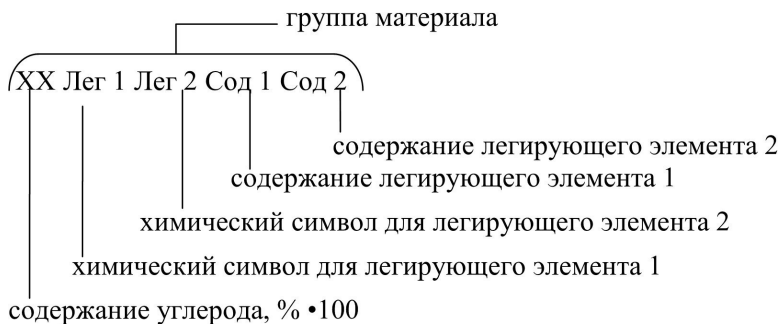 группа материала
ХХ Лег 1 Лег 2 Сод 1 Сод 2
содержание легирующего элемента 2
содержание легирующего элемента 1
химический символ для легирующего элемента 2
химический символ для легирующего элемента 1
содержание углерода, % •100